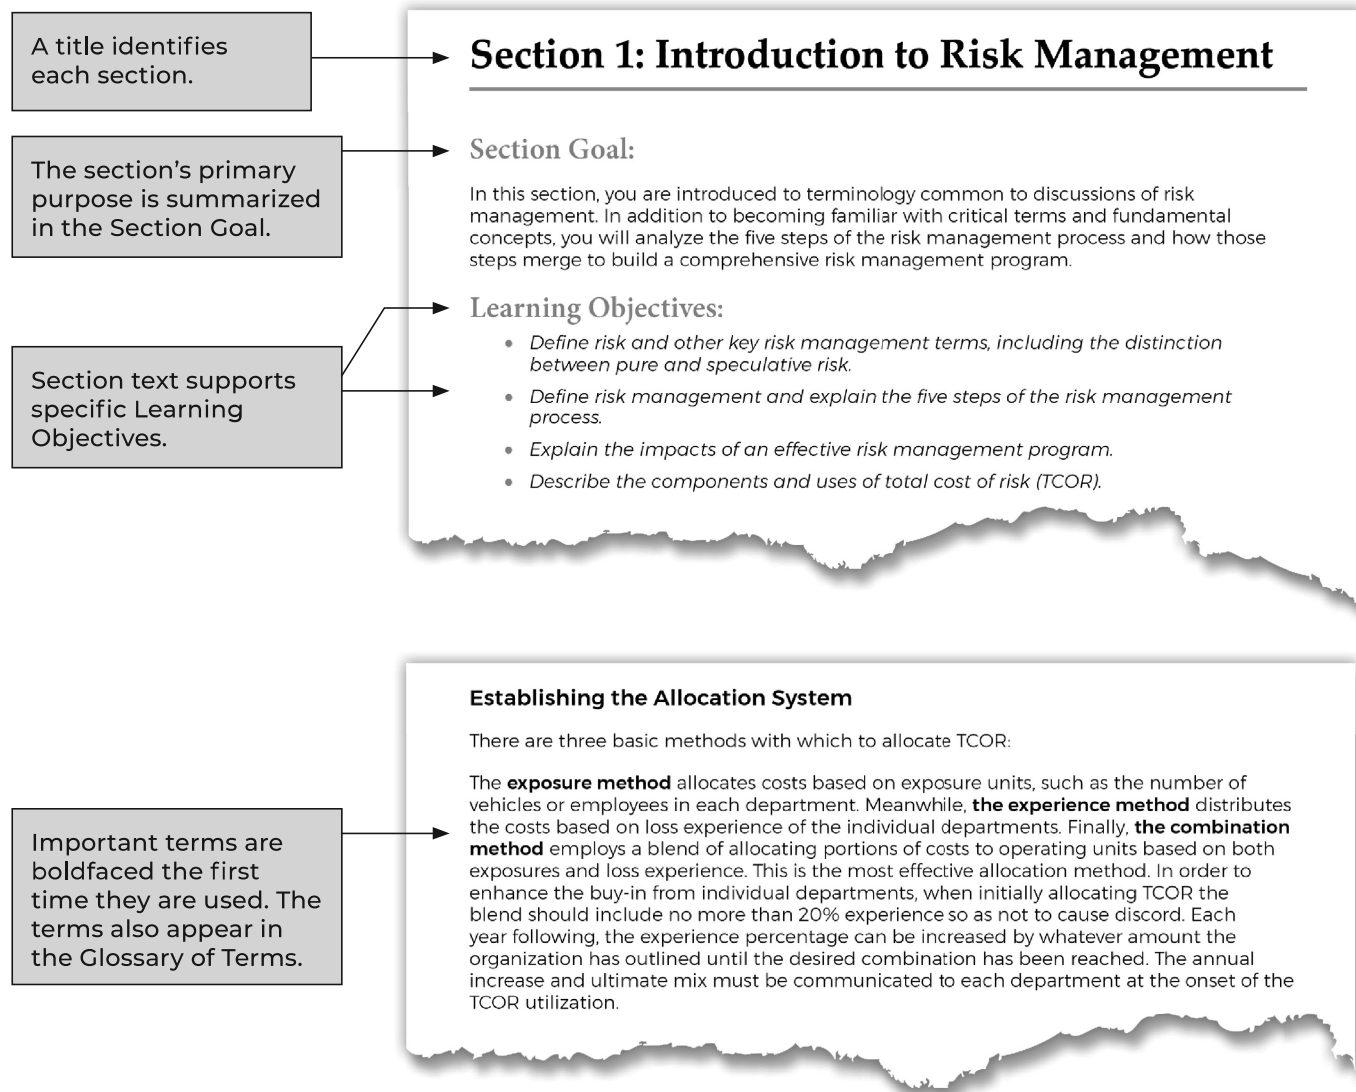 A title identifies
each section.
Section 1: Introduction to Risk Management
The section’s primary
purpose is summarized
in the Section Goal.
Section Goal:
In this section, you are introduced to terminology common to discussions of risk
management. In addition to becoming familiar with critical terms and fundamental
concepts, you will analyze the five steps of the risk management process and how those
steps merge to build a comprehensive risk management program.
Section text supports
specific Learning
Objectives.
Learning Objectives:
• Define risk and other key risk management terms, including the distinction
between pure and speculative risk.
• Define risk management and explain the five steps of the risk management
process.
• Explain the impacts of an effective risk management program.
• Describe the components and uses of total cost of risk (TCOR).
Establishing the Allocation System
There are three basic methods with which to allocate TCOR:
Important terms are
boldfaced the first
time they are used. The
terms also appear in
the Glossary of Terms.
The exposure method allocates costs based on exposure units, such as the number of
vehicles or employees in each department. Meanwhile, the experience method distributes
the costs based on loss experience of the individual departments. Finally, the combination
method employs a blend of allocating portions of costs to operating units based on both
exposures and loss experience. This is the most effective allocation method. In order to
enhance the buy-in from individual departments, when initially allocating TCOR the
blend should include no more than 20% experience so as not to cause discord. Each
year following, the experience percentage can be increased by whatever amount the
organization has outlined until the desired combination has been reached. The annual
increase and ultimate mix must be communicated to each department at the onset of the
TCOR utilization.